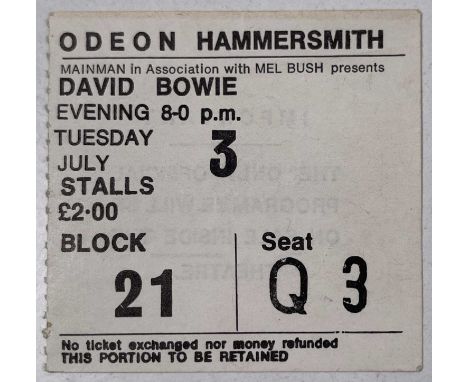 ODEON HAMMERSMITH
MAINMAN in Association with MEL BUSH presents
DAVID BOWIE
EVENING 8-0 p.m.
TUESDAY 3
JULY
STALLS
£2·00
BLOCK Seat
21 Q 3
No ticket exchanged nor money refunded
THIS PORTION TO BE RETAINED